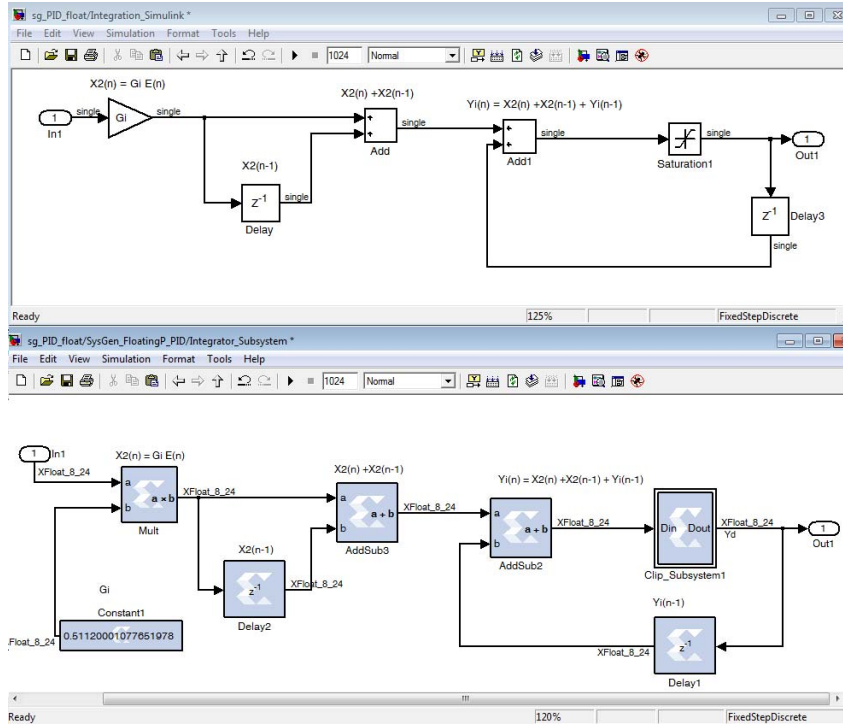 sg_PID_float/Integration_Simulink *
File Edit View Simulation Format Tools Help
1024 Normal
X2(n) = Gi E(n)
X2(n) +X2(n-1)
Yi(n) = X2(n) +X2(n-1) + Yi(n-1)
1 single Gi single single single single 1
In1
Add
Add1
Saturation1
Out1
X2(n-1)
Z-1 single
Delay
Z-1 Delay3
single
Ready 125% FixedStepDiscrete
sg_PID_float/SysGen_FloatingP_PID/Integrator_Subsystem *
File Edit View Simulation Format Tools Help
1024 Normal
1 In1
X2(n) = Gi E(n)
X2(n) +X2(n-1)
Yi(n) = X2(n) +X2(n-1) + Yi(n-1)
XFloat_8_24
a
b
a × b
XFloat_8_24
Mult
a
b
a + b
XFloat_8_24
AddSub3
a
b
a + b
XFloat_8_24
AddSub2
Din Dout
XFloat_8_24
Yd
Clip_Subsystem1
1
Out1
X2(n-1)
z-1
XFloat_8_24
Delay2
Gi
Constant1
0.51120001077651978
XFloat_8_24
Yi(n-1)
z-1
XFloat_8_24
Delay1
Ready 120% FixedStepDiscrete